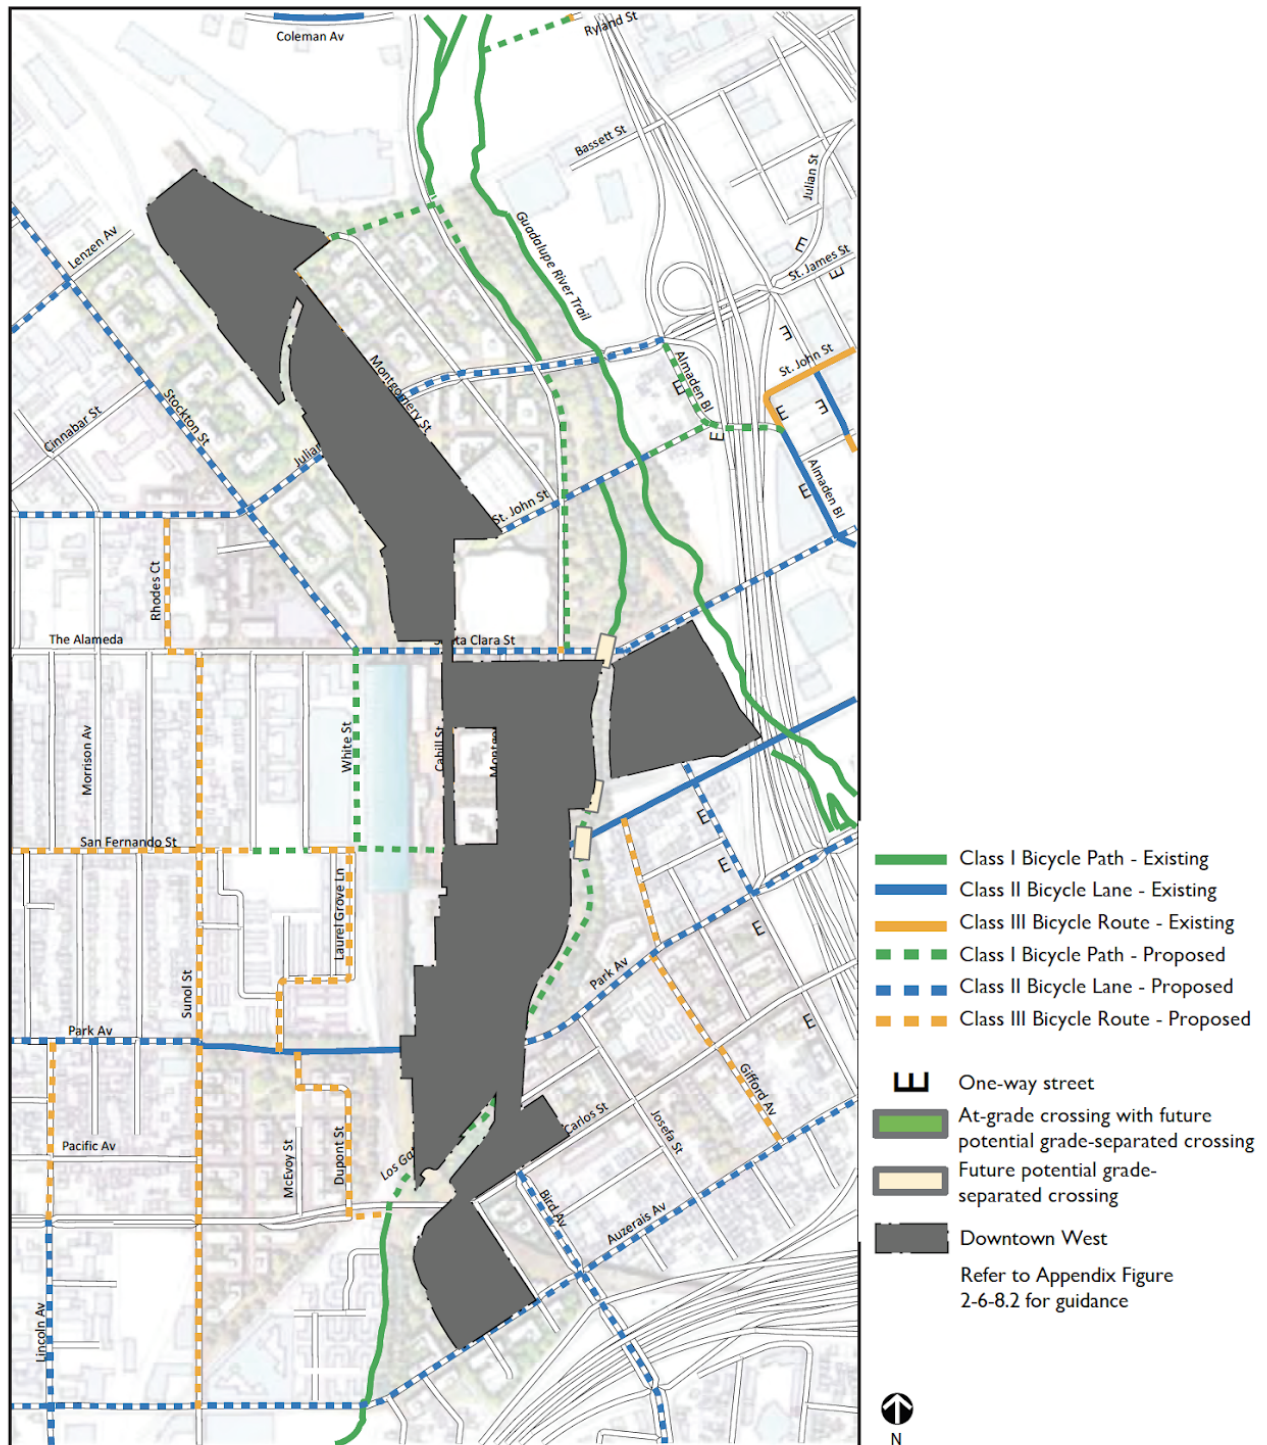 Coleman Av
Ryland St
Bassett St
Julian St
Guadalupe River Trail
Lenzen Av
E
St. James St
E
E
St. John St
Almaden Bl
E
Montgomery St
Stockton St
E
E
Cinnabar St
E
Julian
Almaden Bl
E
St. John St
Rhodes Ct
The Alameda
ta Clara St
White St
Cahill St
Morrison Av
E
San Fernando St
E
Laurel Grove Ln
E
Park Av
Sunol St
E
Park Av
Gifford Av
Carlos St
Josefa St
Pacific Av
McEvoy St
Dupont St
Los Ga
Bird Av
Auzerais Av
Lincoln Av
Class I Bicycle Path - Existing
Class II Bicycle Lane - Existing
Class III Bicycle Route - Existing
Class I Bicycle Path - Proposed
Class II Bicycle Lane - Proposed
Class III Bicycle Route - Proposed
E One-way street
At-grade crossing with future
potential grade-separated crossing
Future potential grade-
separated crossing
Downtown West
Refer to Appendix Figure
2-6-8.2 for guidance
N